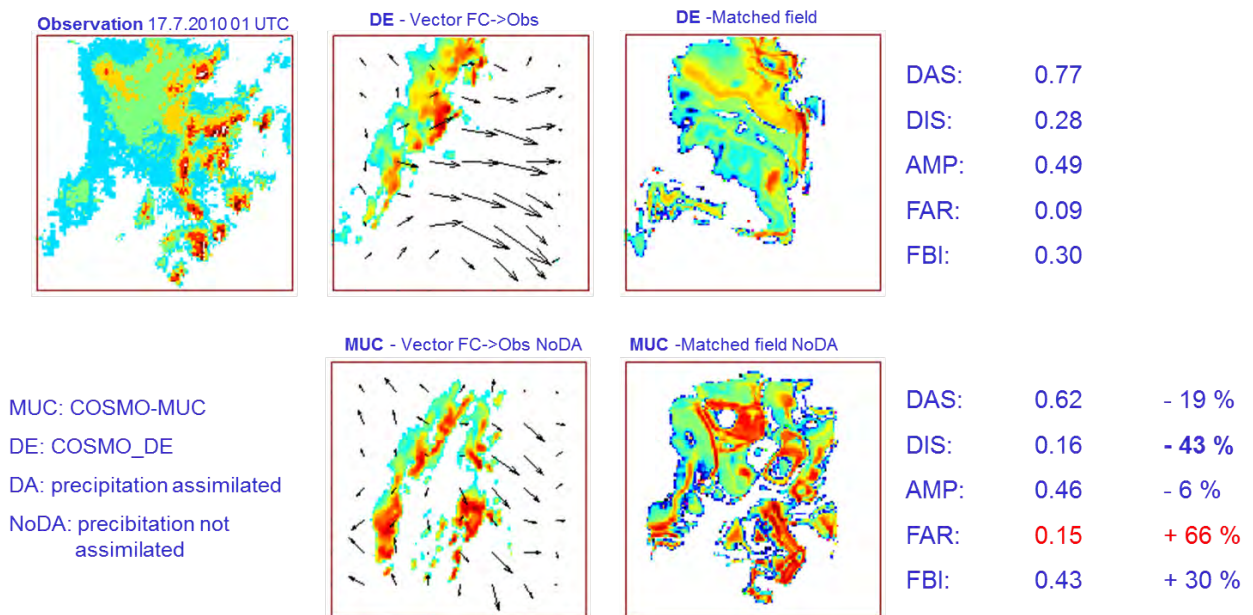 Observation 17.7.2010 01 UTC
DE - Vector FC->Obs
DE -Matched field
DAS: 0.77
DIS: 0.28
AMP: 0.49
FAR: 0.09
FBI: 0.30
MUC - Vector FC->Obs NoDA
MUC -Matched field NoDA
MUC: COSMO-MUC
DE: COSMO_DE
DA: precipitation assimilated
NoDA: precibitation not
assimilated
DAS: 0.62 - 19 %
DIS: 0.16 - 43 %
AMP: 0.46 - 6 %
FAR: 0.15 + 66 %
FBI: 0.43 + 30 %